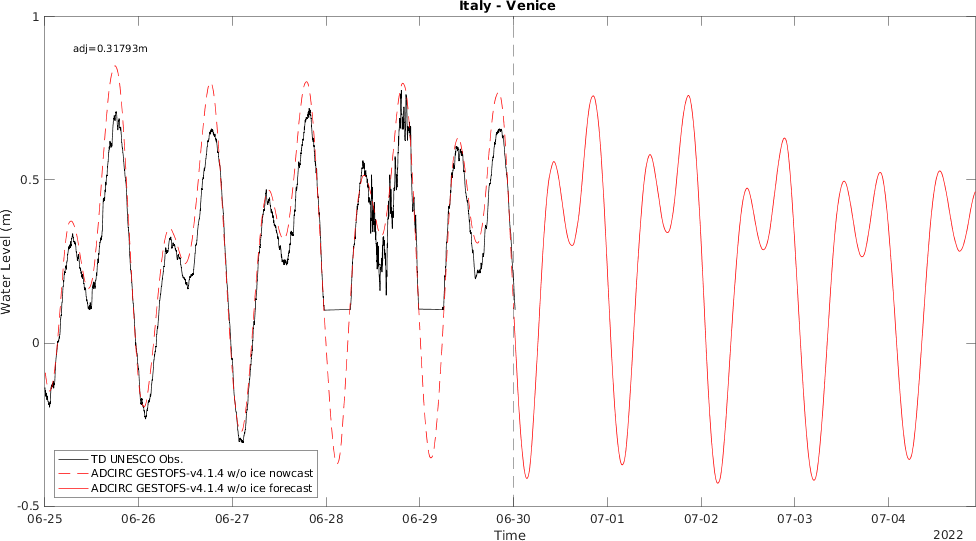 Italy - Venice
adj=0.31793m
1
0.5
0
-0.5
Water Level (m)
TD UNESCO Obs.
ADCIRC GESTOFS-v4.1.4 w/o ice nowcast
ADCIRC GESTOFS-v4.1.4 w/o ice forecast
06-25 06-26 06-27 06-28 06-29 06-30 07-01 07-02 07-03 07-04
Time
2022